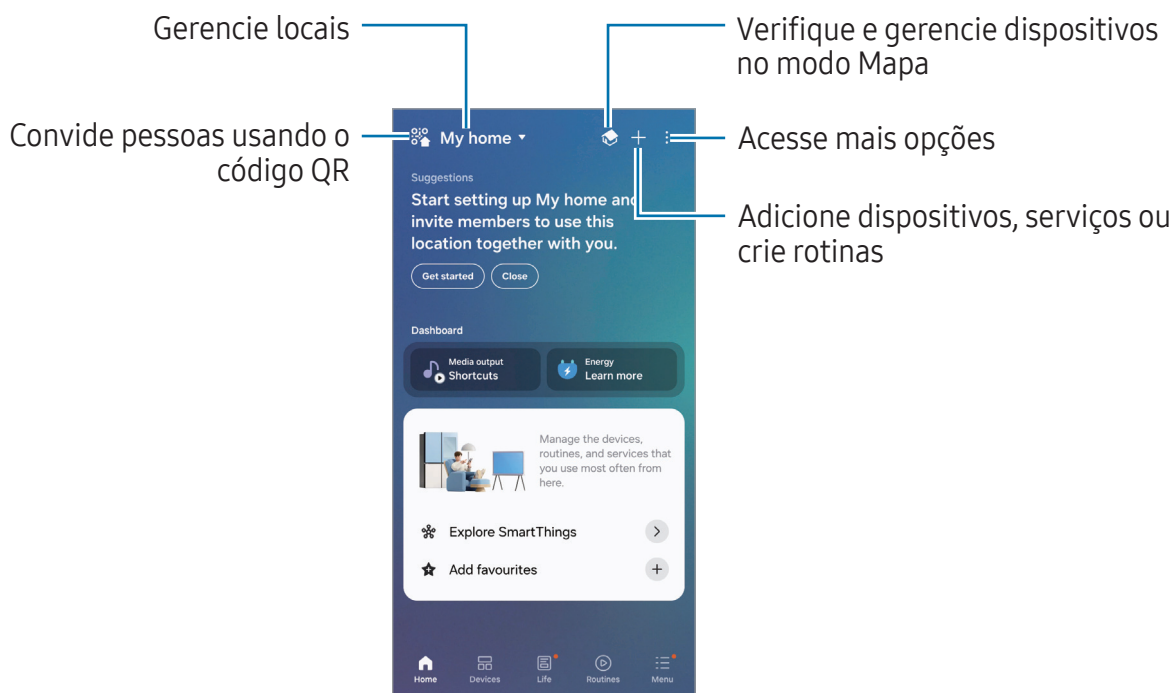 Gerencie locais
Verifique e gerencie dispositivos
no modo Mapa
Convide pessoas usando o
código QR
My home
Acesse mais opções
Adicione dispositivos, serviços ou
crie rotinas
Suggestions
Start setting up My home and
invite members to use this
location together with you.
Get started
Close
Dashboard
Media output
Shortcuts
Energy
Learn more
Manage the devices,
routines, and services that
you use most often from
here.
Explore SmartThings
Add favourites
Home
Devices
Life
Routines
Menu